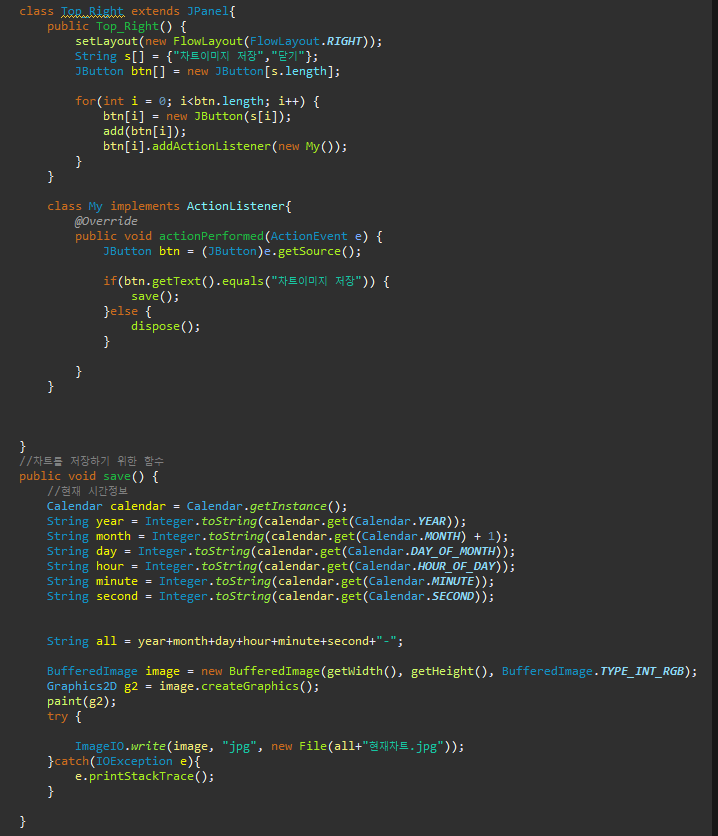 class Top_Right extends JPanel{
public Top_Right() {
setLayout(new FlowLayout(FlowLayout.RIGHT));
String s[] = {"차트이미지 저장","닫기"};
JButton btn[] = new JButton[s.length];
for(int i = 0; i<btn.length; i++) {
btn[i] = new JButton(s[i]);
add(btn[i]);
btn[i].addActionListener(new My());
}
}
class My implements ActionListener{
@Override
public void actionPerformed(ActionEvent e) {
JButton btn = (JButton)e.getSource();
if(btn.getText().equals("차트이미지 저장")) {
save();
}else {
dispose();
}
}
}
}
//차트를 저장하기 위한 함수
public void save() {
//현재 시간정보
Calendar calendar = Calendar.getInstance();
String year = Integer.toString(calendar.get(Calendar.YEAR));
String month = Integer.toString(calendar.get(Calendar.MONTH) + 1);
String day = Integer.toString(calendar.get(Calendar.DAY_OF_MONTH));
String hour = Integer.toString(calendar.get(Calendar.HOUR_OF_DAY));
String minute = Integer.toString(calendar.get(Calendar.MINUTE));
String second = Integer.toString(calendar.get(Calendar.SECOND));
String all = year+month+day+hour+minute+second+"-";
BufferedImage image = new BufferedImage(getWidth(), getHeight(), BufferedImage.TYPE_INT_RGB);
Graphics2D g2 = image.createGraphics();
paint(g2);
try {
ImageIO.write(image, "jpg", new File(all+"현재차트.jpg"));
}catch(IOException e){
e.printStackTrace();
}
}